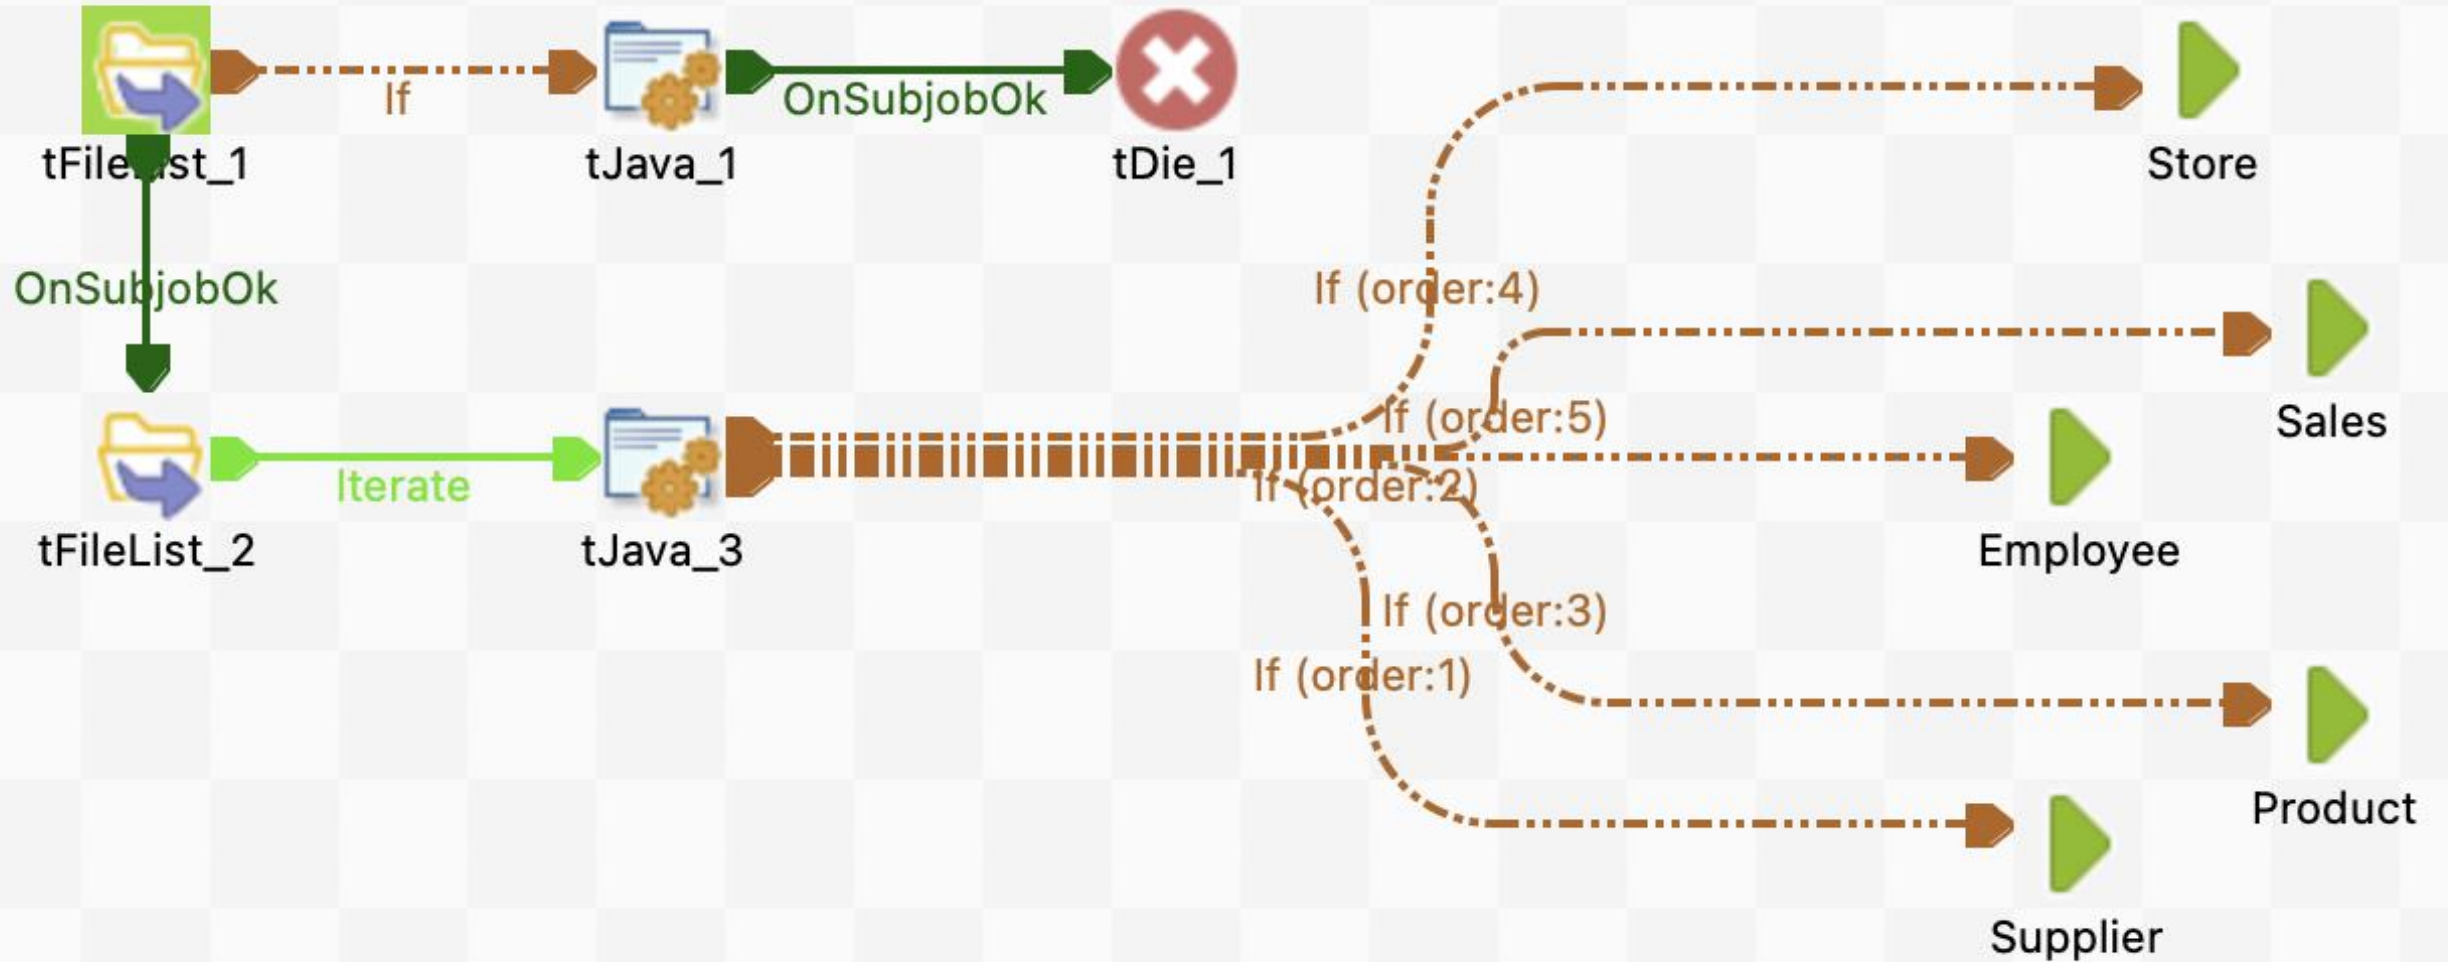 If
OnSubjobOk
tFileList_1
tJava_1
tDie_1
Store
OnSubjobOk
If (order:4)
If (order:5)
Sales
Iterate
If (order:2)
tFileList_2
tJava_3
Employee
If (order:3)
If (order:1)
Product
Supplier